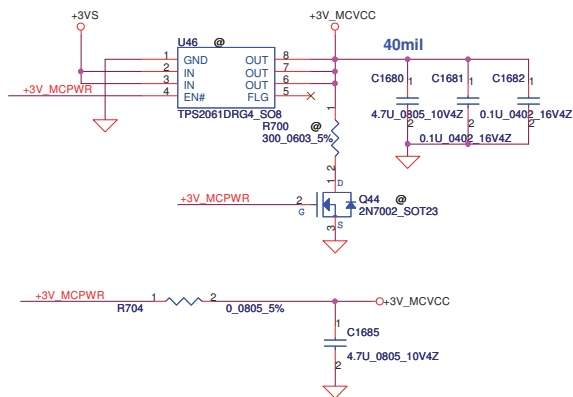 +3VS
+3V_MCVCC
U46 @
40mil
1 GND OUT 8
2 IN OUT 7
3 IN OUT 6
+3V_MCPWR 4 EN# FLG 5
TPS2061DRG4_SO8
C1680
4.7U_0805_10V4Z
1
2
C1681
0.1U_0402_16V4Z
1
2
C1682
0.1U_0402_16V4Z
1
2
R700 @
300_0603_5%
1
2
+3V_MCPWR
2
G
1
D
3
S
Q44 @
2N7002_SOT23
+3V_MCPWR 1 2 0_0805_5% +3V_MCVCC
R704
1
C1685
4.7U_0805_10V4Z
2